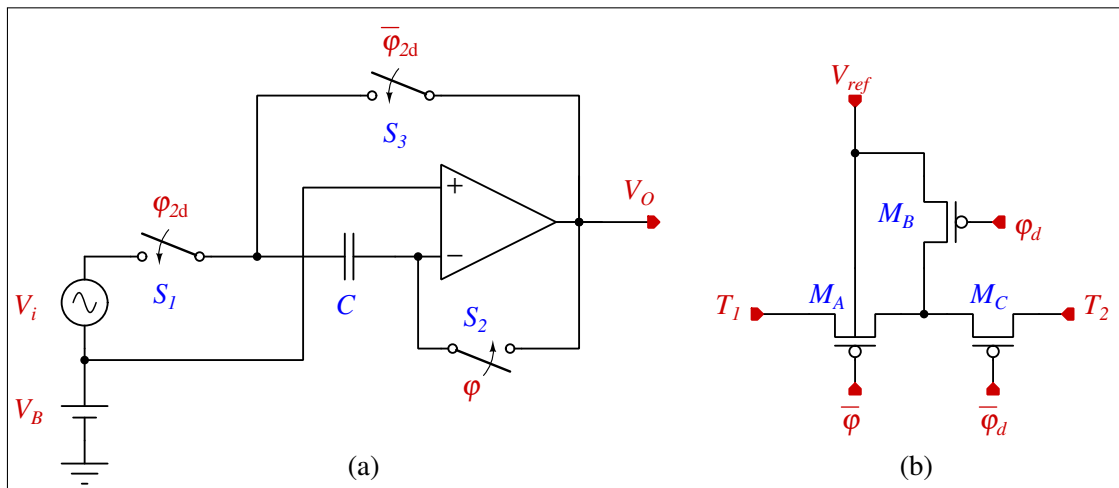 φ̅2d
S3
Vref
φ2d
+
VO
MB
φd
S1
−
Vi
C
S2
T1
MA
MC
T2
φ
φ̅
φ̅d
VB
(a)
(b)